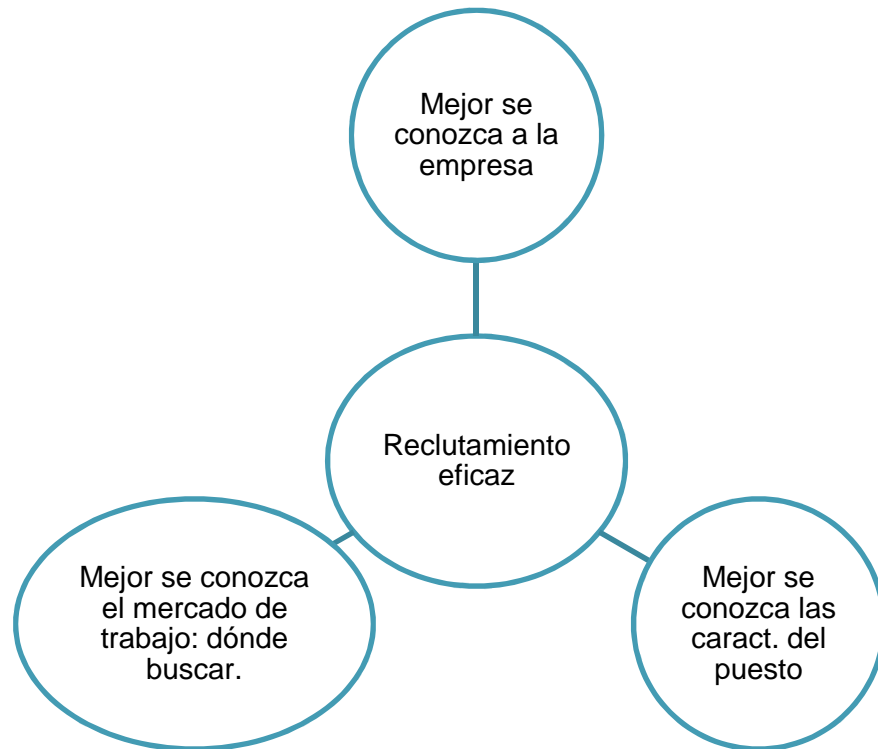 Mejor se
conozca a la
empresa
Reclutamiento
eficaz
Mejor se conozca
el mercado de
trabajo: dónde
buscar.
Mejor se
conozca las
caract. del
puesto